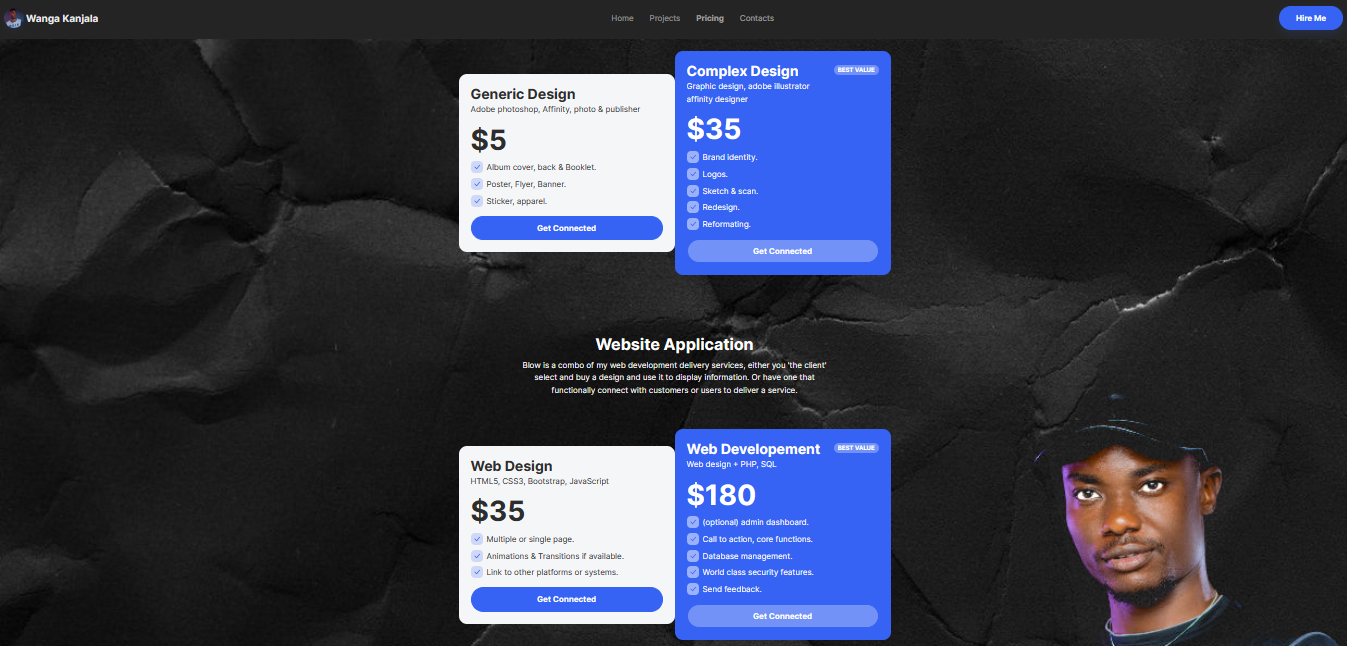 Wanga Kanjala
Home
Projects
Pricing
Contacts
Hire Me
Generic Design
Adobe photoshop, Affinity, photo & publisher
$5
Album cover, back & Booklet.
Poster, Flyer, Banner.
Sticker, apparel.
Get Connected
Complex Design
BEST VALUE
Graphic design, adobe illustrator
affinity designer
$35
Brand identity.
Logos.
Sketch & scan.
Redesign.
Reformating.
Get Connected
Website Application
Blow is a combo of my web development delivery services, either you 'the client'
select and buy a design and use it to display information. Or have one that
functionally connect with customers or users to deliver a service.
Web Design
HTML5, CSS3, Bootstrap, JavaScript
$35
Multiple or single page.
Animations & Transitions if available.
Link to other platforms or systems.
Get Connected
Web Developement
BEST VALUE
Web design + PHP, SQL
$180
(optional) admin dashboard.
Call to action, core functions.
Database management.
World class security features.
Send feedback.
Get Connected